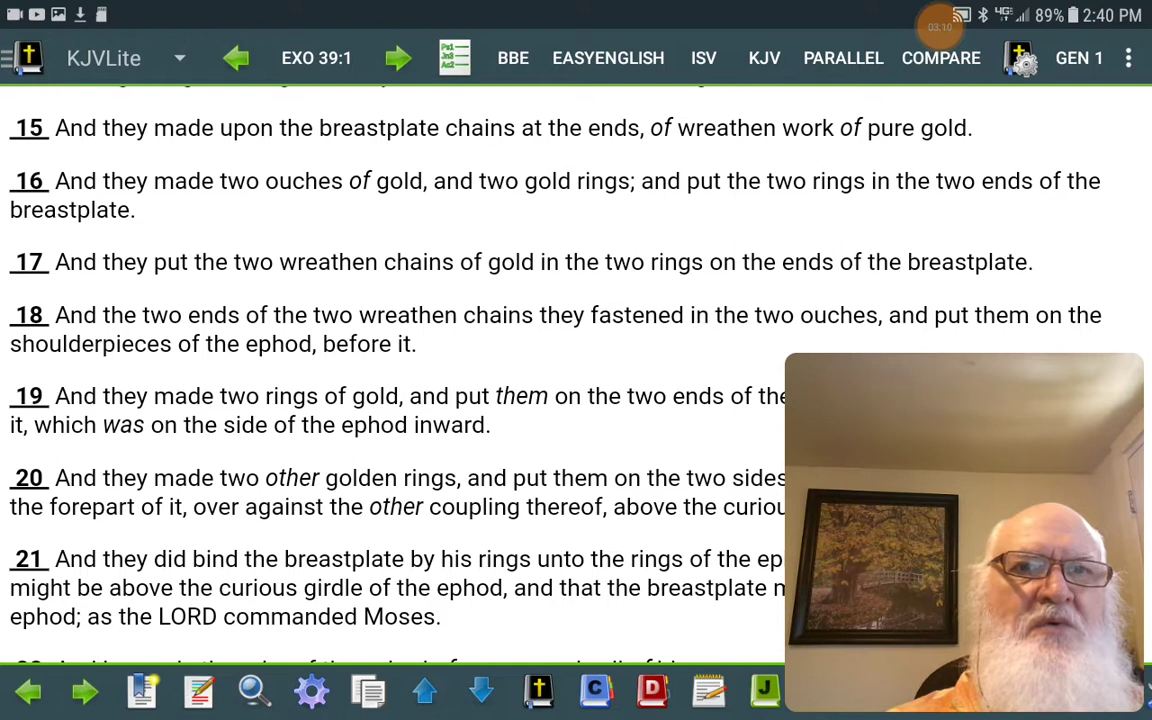 03:10 4G 89% 2:40 PM
KJVLite EXO 39:1 BBE EASYENGLISH ISV KJV PARALLEL COMPARE GEN 1
15 And they made upon the breastplate chains at the ends, of wreathen work of pure gold.
16 And they made two ouches of gold, and two gold rings; and put the two rings in the two ends of the
breastplate.
17 And they put the two wreathen chains of gold in the two rings on the ends of the breastplate.
18 And the two ends of the two wreathen chains they fastened in the two ouches, and put them on the
shoulderpieces of the ephod, before it.
19 And they made two rings of gold, and put them on the two ends of the
it, which was on the side of the ephod inward.
20 And they made two other golden rings, and put them on the two sides
the forepart of it, over against the other coupling thereof, above the curiou
21 And they did bind the breastplate by his rings unto the rings of the ep
might be above the curious girdle of the ephod, and that the breastplate m
ephod; as the LORD commanded Moses.
C D J